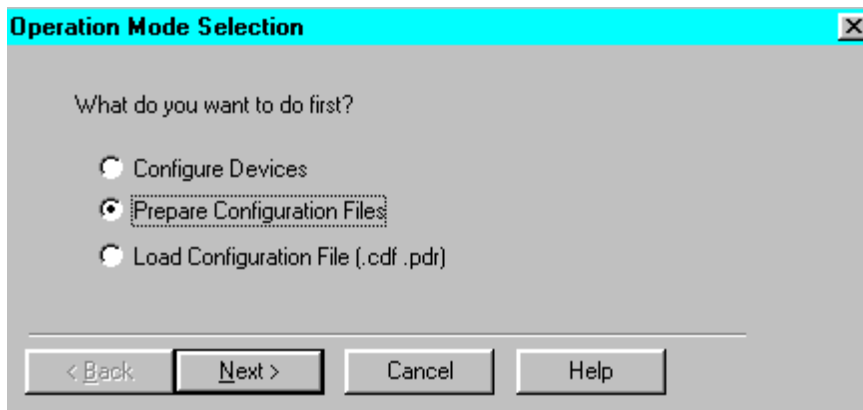 Operation Mode Selection
What do you want to do first?
Configure Devices
Prepare Configuration Files
Load Configuration File (.cdf .pdr)
< Back Next > Cancel Help